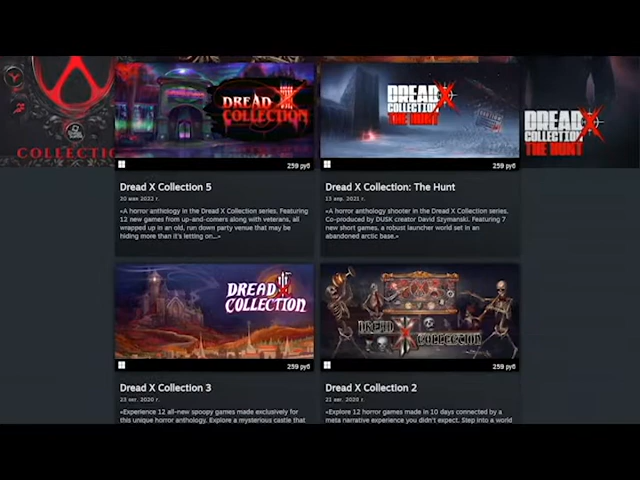 COLLECTIO
DREAD
COLLECTION
259 руб
Dread X Collection 5
20 мая 2022 г.
«A horror anthology in the Dread X Collection series. Featuring
12 new games from up-and-comers along with veterans, all
wrapped up in an old, run down party venue that may be
hiding more than it's letting on...»
DREAD X
COLLECTION
THE HUNT
259 руб
Dread X Collection: The Hunt
13 апр. 2021 г.
«A horror anthology shooter in the Dread X Collection series.
Co-produced by DUSK creator David Szymanski. Featuring 7
new short games, a robust launcher world set in an
abandoned arctic base.»
DREAD X
COLLECTION
THE HUNT
DREAD X
COLLECTION
259 руб
Dread X Collection 3
23 окт. 2020 г.
«Experience 12 all-new spoopy games made exclusively for
this unique horror anthology. Explore a mysterious castle that
DREAD X COLLECTION
259 руб
Dread X Collection 2
21 авг. 2020 г.
«Explore 12 horror games made in 10 days connected by a
meta narrative experience you didn't expect. Step into a world